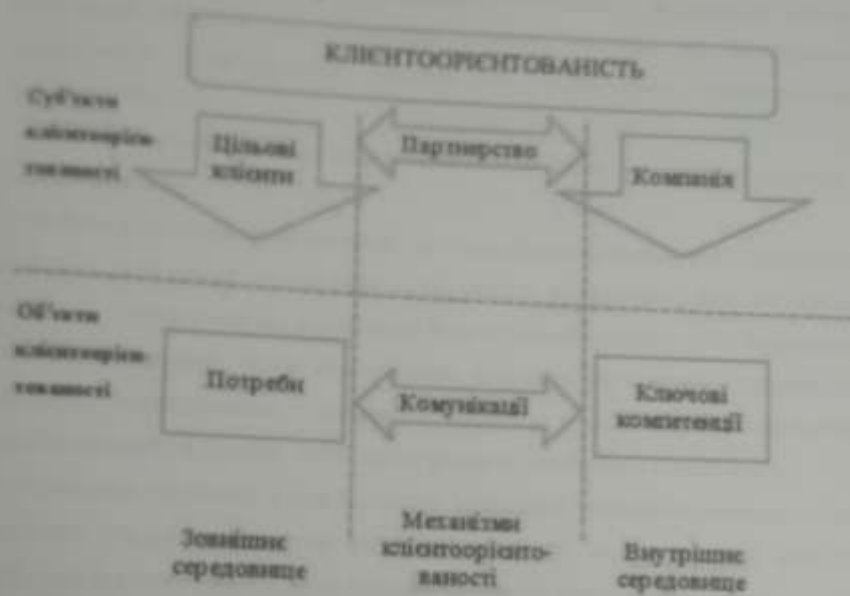 КЛІЄНТООРІЄНТОВАНІСТЬ
Суб'єкти
клієнтоорієн-
тованості
Цільові
клієнти
Партнерство
Компанія
Об'єкти
клієнтоорієн-
тованості
Потреби
Комунікації
Ключові
компитенції
Зовнішнє
середовище
Механізми
клієнтоорієнто-
ваності
Внутрішнє
середовище